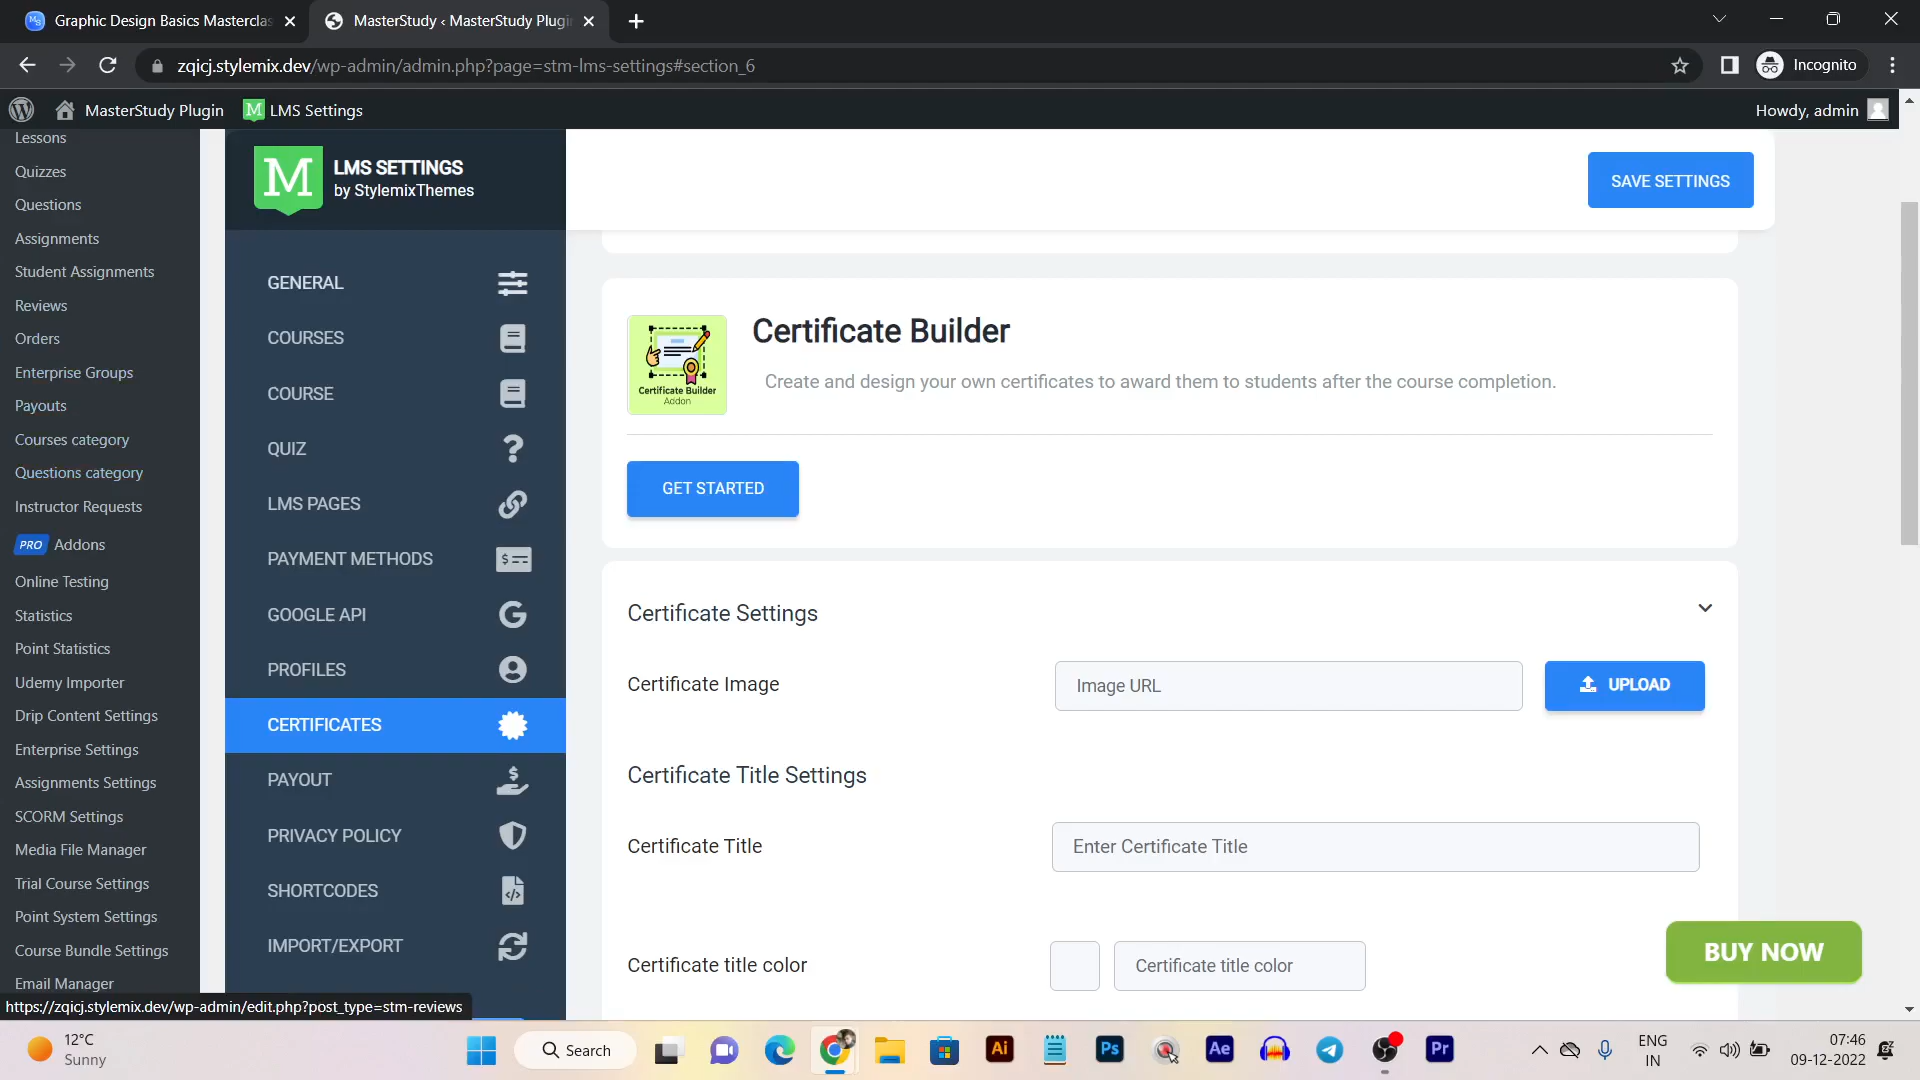 Graphic Design Basics Masterclas
MasterStudy ‹ MasterStudy Plugi
zqicj.stylemix.dev/wp-admin/admin.php?page=stm-lms-settings#section_6
Incognito
MasterStudy Plugin
M LMS Settings
Howdy, admin
Lessons
Quizzes
Questions
Assignments
Student Assignments
Reviews
Orders
Enterprise Groups
Payouts
Courses category
Questions category
Instructor Requests
PRO Addons
Online Testing
Statistics
Point Statistics
Udemy Importer
Drip Content Settings
Enterprise Settings
Assignments Settings
SCORM Settings
Media File Manager
Trial Course Settings
Point System Settings
Course Bundle Settings
Email Manager
https://zqicj.stylemix.dev/wp-admin/edit.php?post_type=stm-reviews
M
LMS SETTINGS
by StylemixThemes
GENERAL
COURSES
COURSE
QUIZ
LMS PAGES
PAYMENT METHODS
GOOGLE API
PROFILES
CERTIFICATES
PAYOUT
PRIVACY POLICY
SHORTCODES
IMPORT/EXPORT
SAVE SETTINGS
Certificate Builder
Addon
Certificate Builder
Create and design your own certificates to award them to students after the course completion.
GET STARTED
Certificate Settings
Certificate Image
Image URL
UPLOAD
Certificate Title Settings
Certificate Title
Enter Certificate Title
Certificate title color
Certificate title color
BUY NOW
12°C
Sunny
Search
Ai
Ps
Ae
Pr
ENG
IN
07:46
09-12-2022